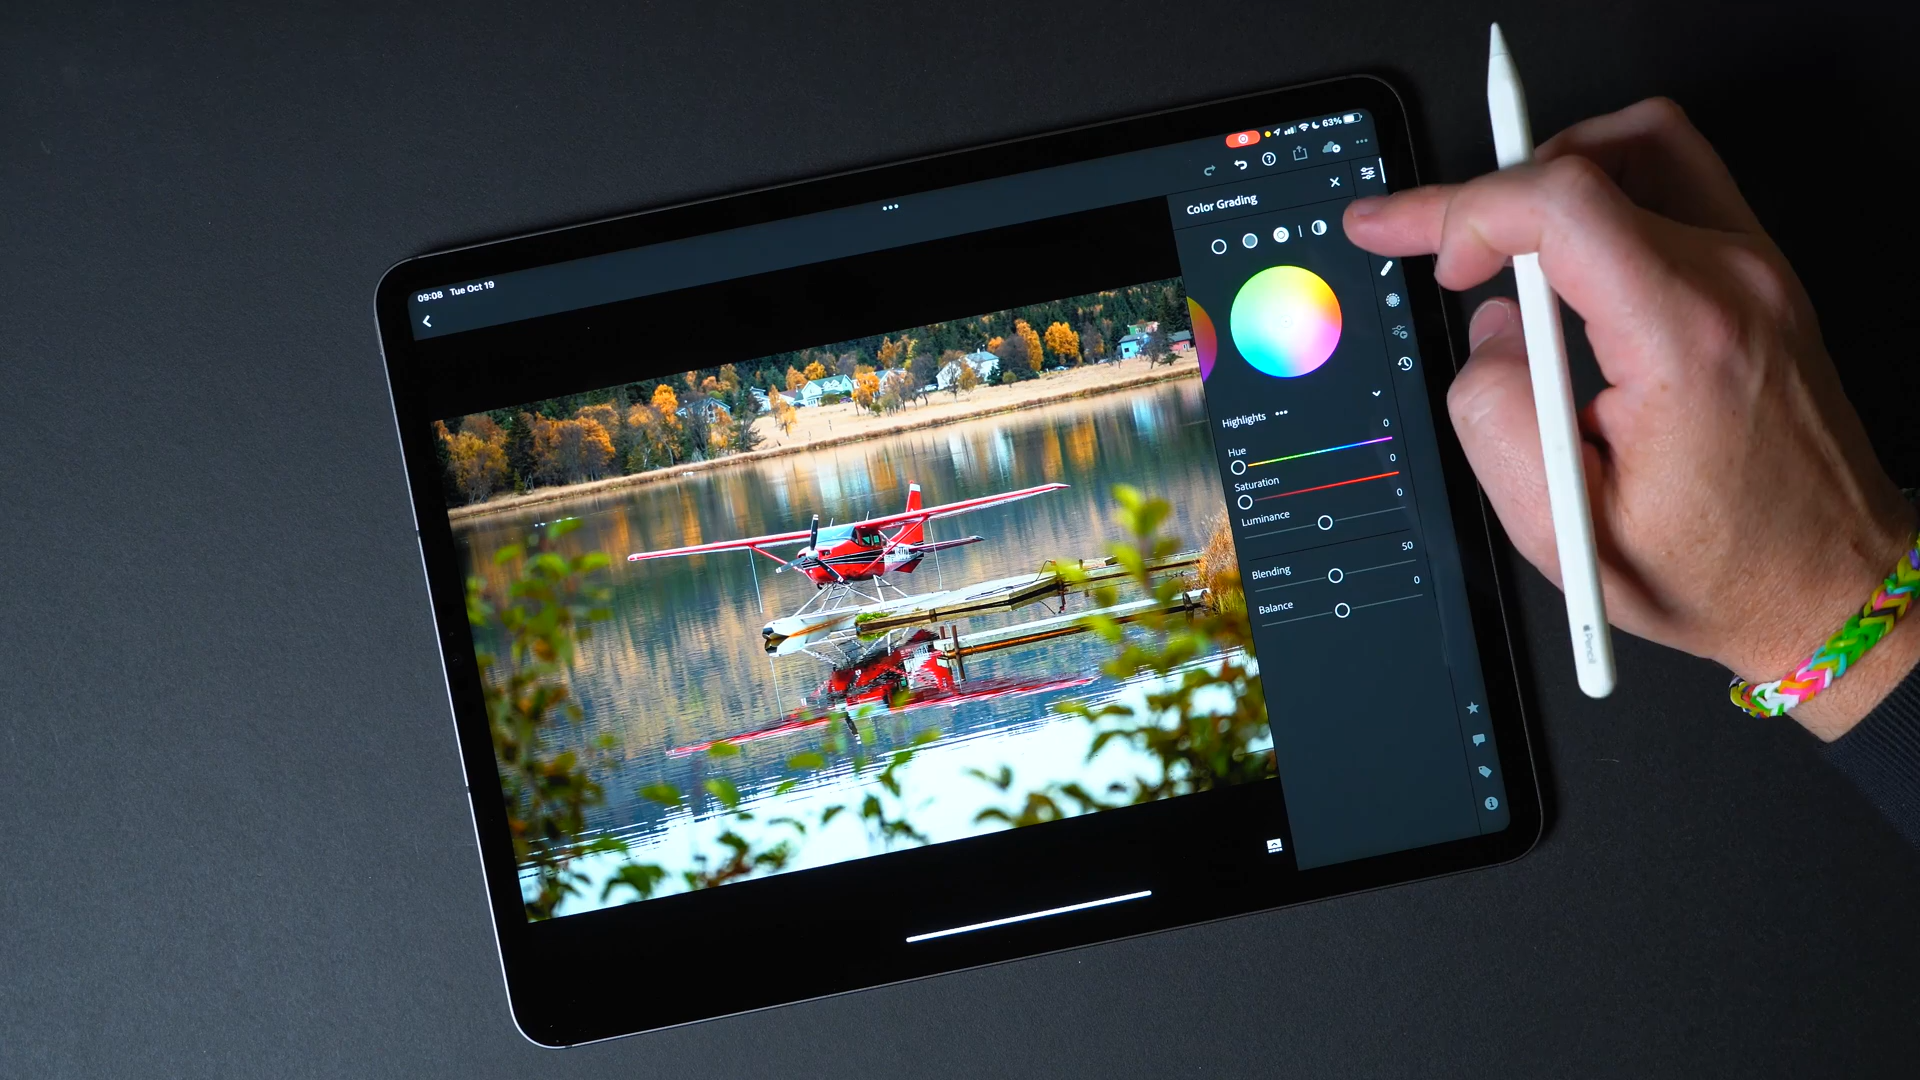 63%
09:08 Tue Oct 19
Color Grading
Highlights
0
Hue
0
Saturation
0
Luminance
50
Blending
0
Balance
Pencil